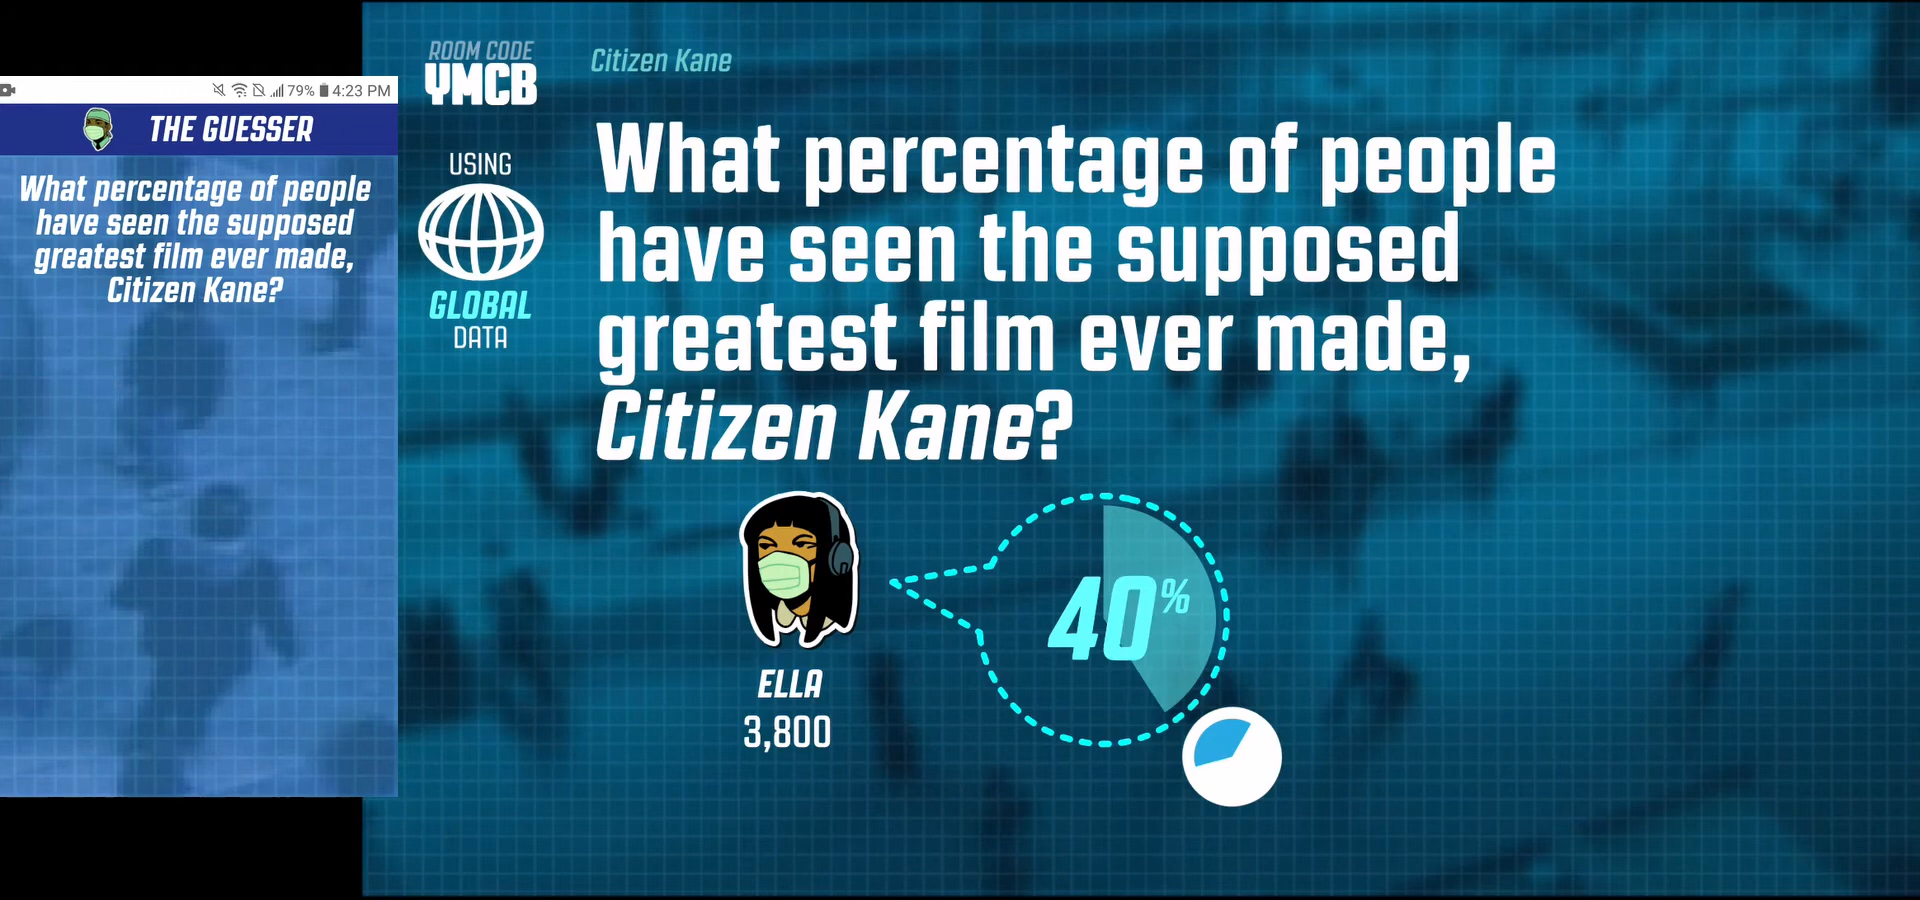 79% 4:23 PM
THE GUESSER
What percentage of people
have seen the supposed
greatest film ever made,
Citizen Kane?
ROOM CODE
YMCB
USING
GLOBAL
DATA
Citizen Kane
What percentage of people
have seen the supposed
greatest film ever made,
Citizen Kane?
40%
ELLA
3,800